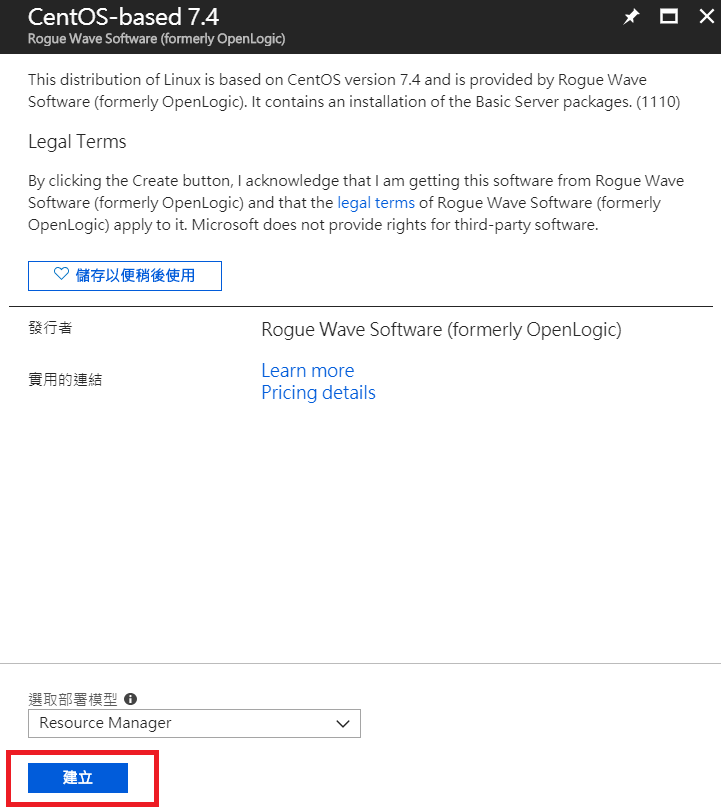 CentOS-based 7.4
Rogue Wave Software (formerly OpenLogic)
This distribution of Linux is based on CentOS version 7.4 and is provided by Rogue Wave
Software (formerly OpenLogic). It contains an installation of the Basic Server packages. (1110)
Legal Terms
By clicking the Create button, I acknowledge that I am getting this software from Rogue Wave
Software (formerly OpenLogic) and that the legal terms of Rogue Wave Software (formerly
OpenLogic) apply to it. Microsoft does not provide rights for third-party software.
儲存以便稍後使用
發行者
Rogue Wave Software (formerly OpenLogic)
實用的連結
Learn more
Pricing details
選取部署模型
Resource Manager
建立